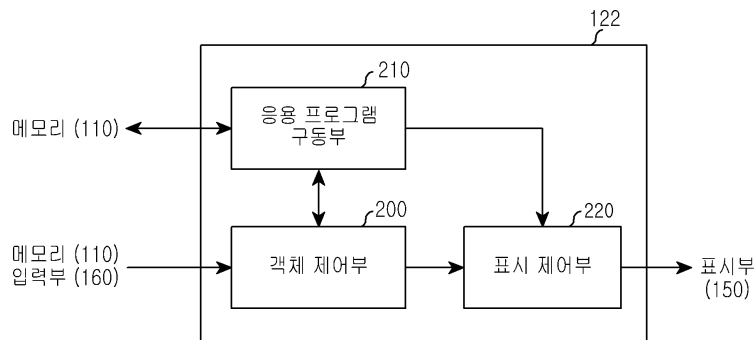 122
210
메모리 (110)
응용 프로그램
구동부
200
220
메모리 (110)
입력부 (160)
객체 제어부
표시 제어부
표시부
(150)